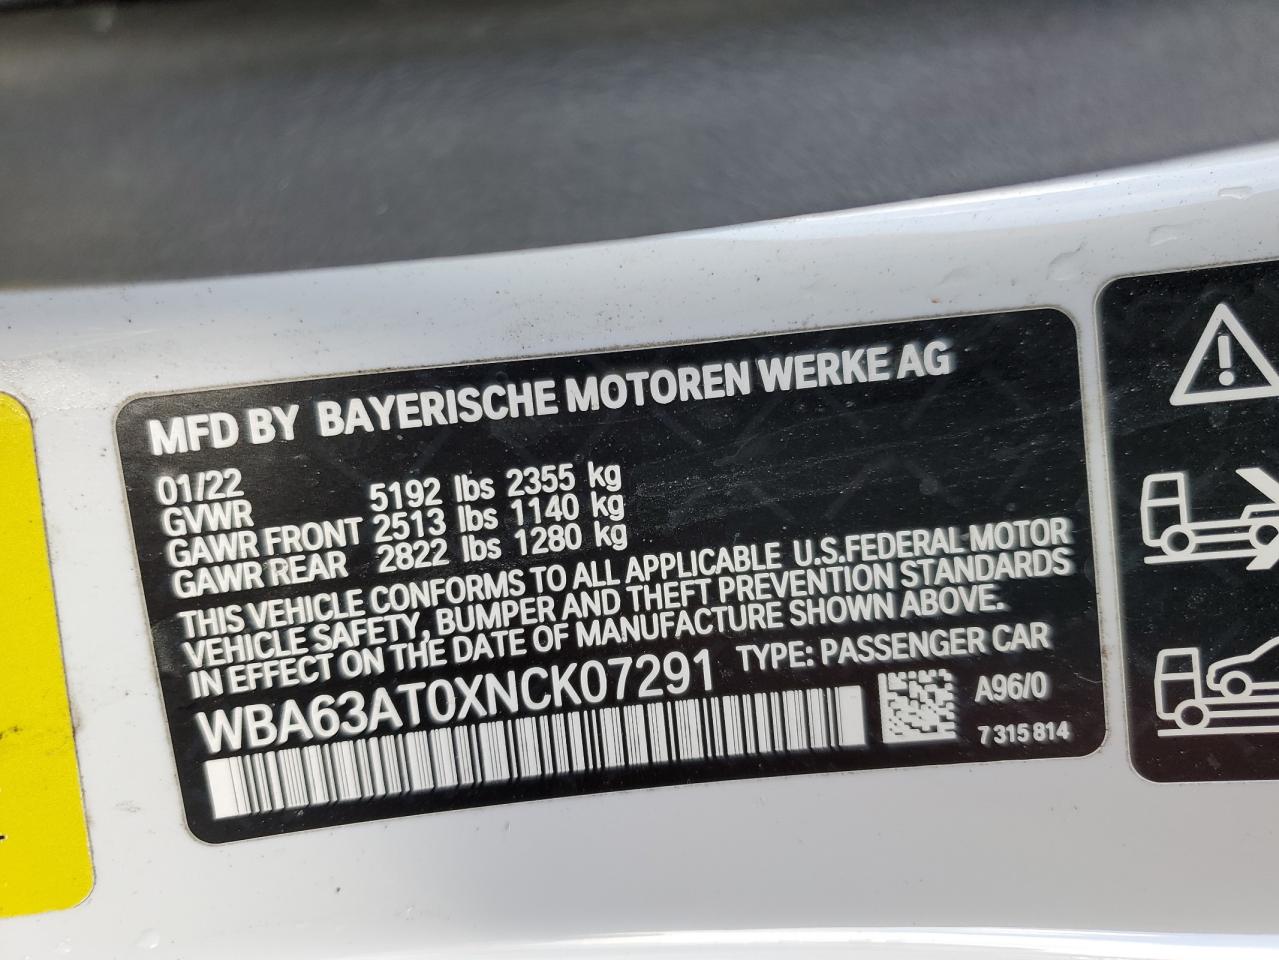 MFD BY BAYERISCHE MOTOREN WERKE AG
01/22
GVWR 5192 lbs 2355 kg
GAWR FRONT 2513 lbs 1140 kg
GAWR REAR 2822 lbs 1280 kg
THIS VEHICLE CONFORMS TO ALL APPLICABLE U.S.FEDERAL MOTOR
VEHICLE SAFETY, BUMPER AND THEFT PREVENTION STANDARDS
IN EFFECT ON THE DATE OF MANUFACTURE SHOWN ABOVE.
WBA63AT0XNCK07291 TYPE: PASSENGER CAR
A96/0
7 315 814